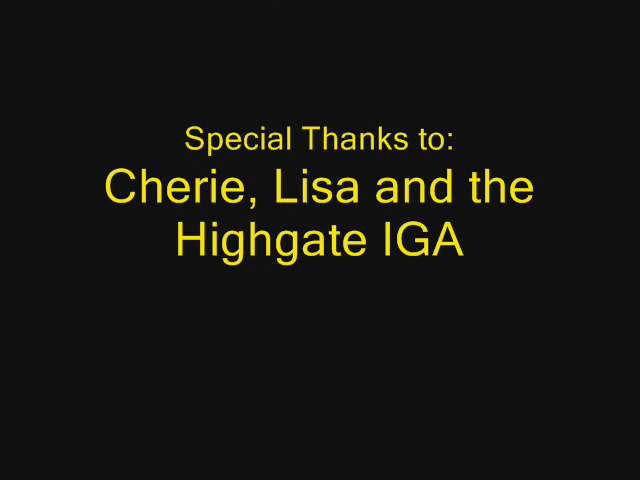 Special Thanks to:
Cherie, Lisa and the
Highgate IGA